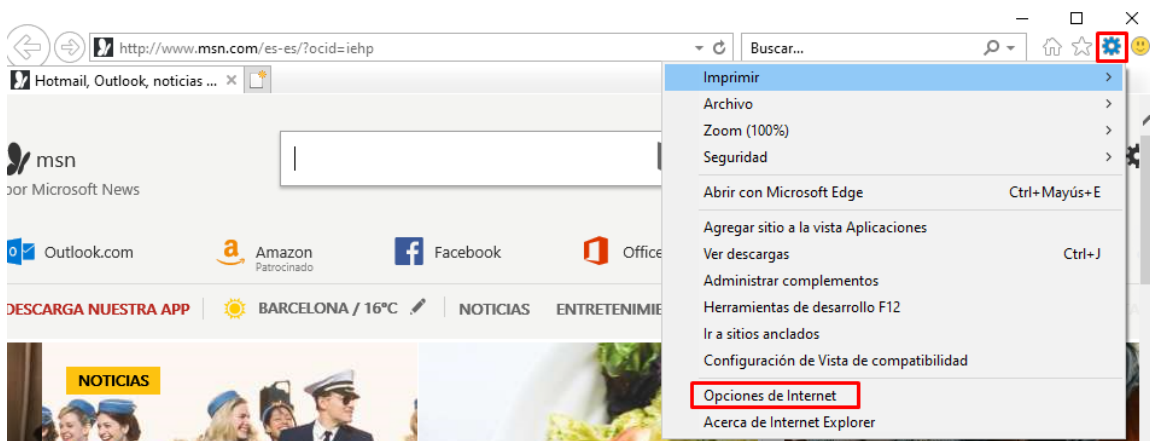 http://www.msn.com/es-es/?ocid=iehp
Buscar...
Hotmail, Outlook, noticias ...
Imprimir
Archivo
Zoom (100%)
Seguridad
Abrir con Microsoft Edge Ctrl+Mayús+E
Agregar sitio a la vista Aplicaciones
Ver descargas Ctrl+J
Administrar complementos
Herramientas de desarrollo F12
Ir a sitios anclados
Configuración de Vista de compatibilidad
Opciones de Internet
Acerca de Internet Explorer
msn
por Microsoft News
Outlook.com
Amazon
Patrocinado
Facebook
Office
DESCARGA NUESTRA APP
BARCELONA / 16°C
NOTICIAS
ENTRETENIMIE
NOTICIAS